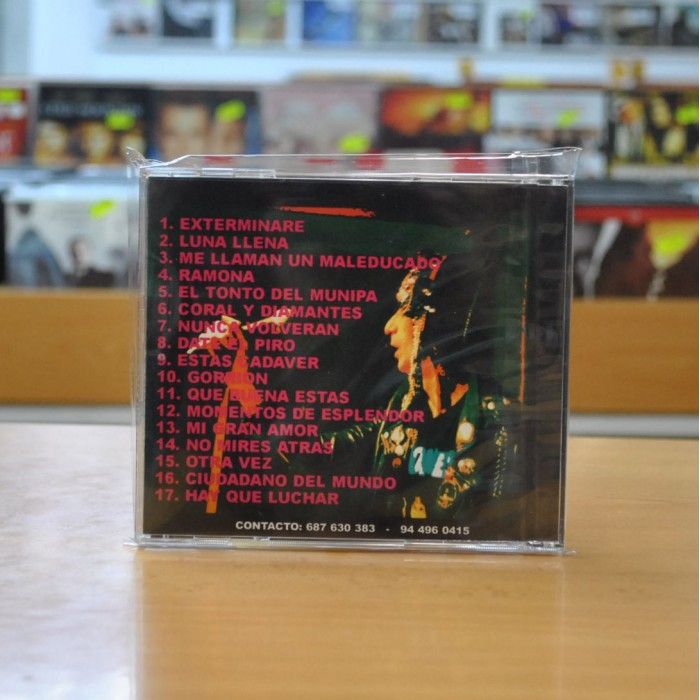 1. EXTERMINARE
2. LUNA LLENA
3. ME LLAMAN UN MALEDUCADO
4. RAMONA
5. EL TONTO DEL MUNIPA
6. CORAL Y DIAMANTES
7. NUNCA VOLVERAN
8. DATE EL PIRO
9. ESTAS CADAVER
10. GORRION
11. QUE BUENA ESTAS
12. MOMENTOS DE ESPLENDOR
13. MI GRAN AMOR
14. NO MIRES ATRAS
15. OTRA VEZ
16. CIUDADANO DEL MUNDO
17. HAY QUE LUCHAR
CONTACTO: 687 630 383 - 94 496 0415